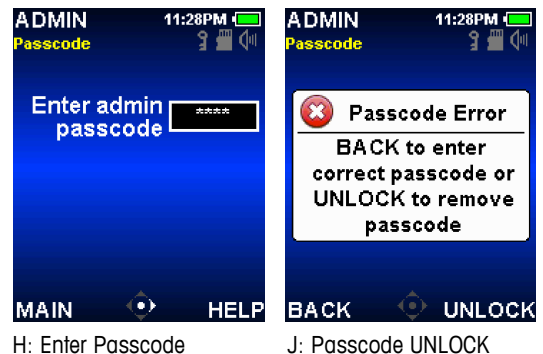 ADMIN 11:28PM
Passcode
Enter admin
passcode ****
MAIN HELP
H: Enter Passcode
ADMIN 11:28PM
Passcode
Passcode Error
BACK to enter
correct passcode or
UNLOCK to remove
passcode
BACK UNLOCK
J: Passcode UNLOCK